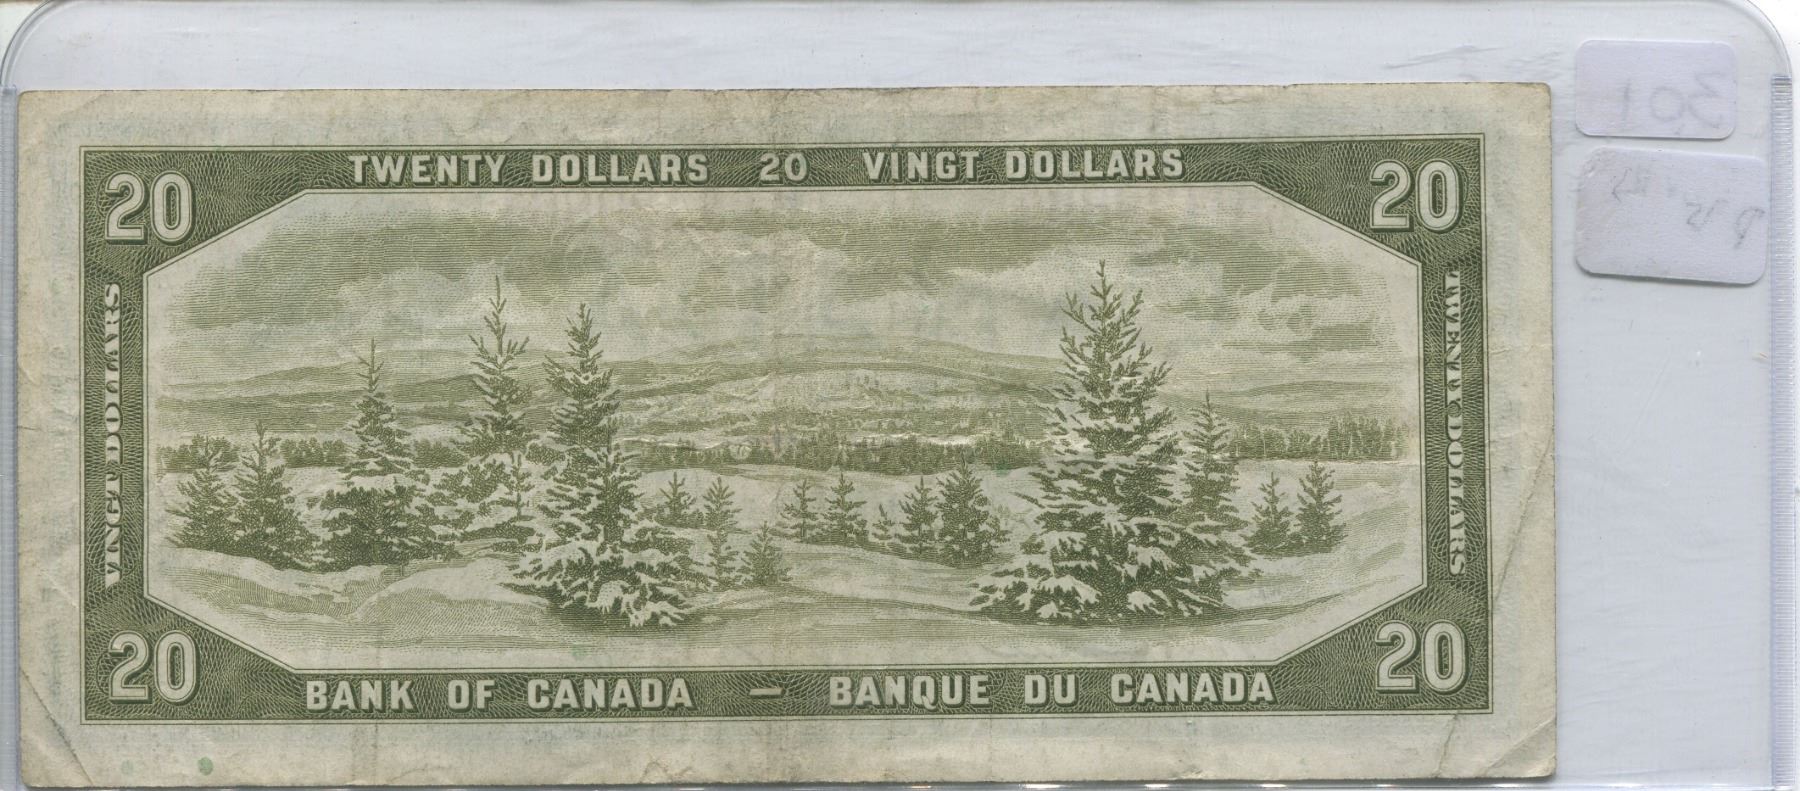 TWENTY DOLLARS 20 VINGT DOLLARS
20
20
VINGT DOLLARS
TWENTY DOLLARS
20
20
BANK OF CANADA — BANQUE DU CANADA
301